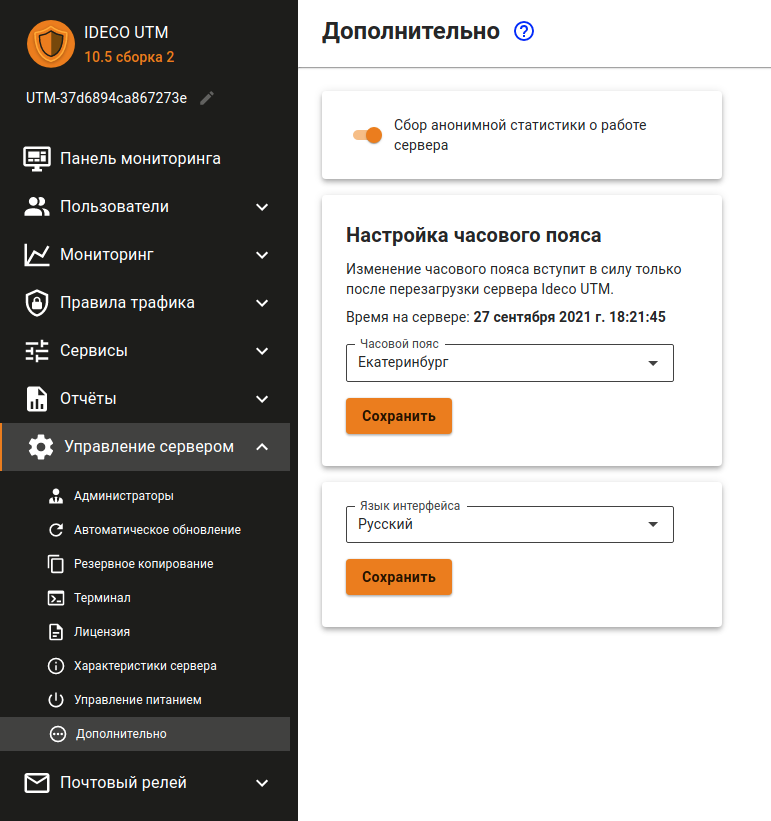 IDECO UTM
10.5 сборка 2
UTM-37d6894ca867273e
Панель мониторинга
Пользователи
Мониторинг
Правила трафика
Сервисы
Отчёты
Управление сервером
Администраторы
Автоматическое обновление
Резервное копирование
Терминал
Лицензия
Характеристики сервера
Управление питанием
Дополнительно
Почтовый релей
Дополнительно
Сбор анонимной статистики о работе
сервера
Настройка часового пояса
Изменение часового пояса вступит в силу только
после перезагрузки сервера Ideco UTM.
Время на сервере: 27 сентября 2021 г. 18:21:45
Часовой пояс
Екатеринбург
Сохранить
Язык интерфейса
Русский
Сохранить